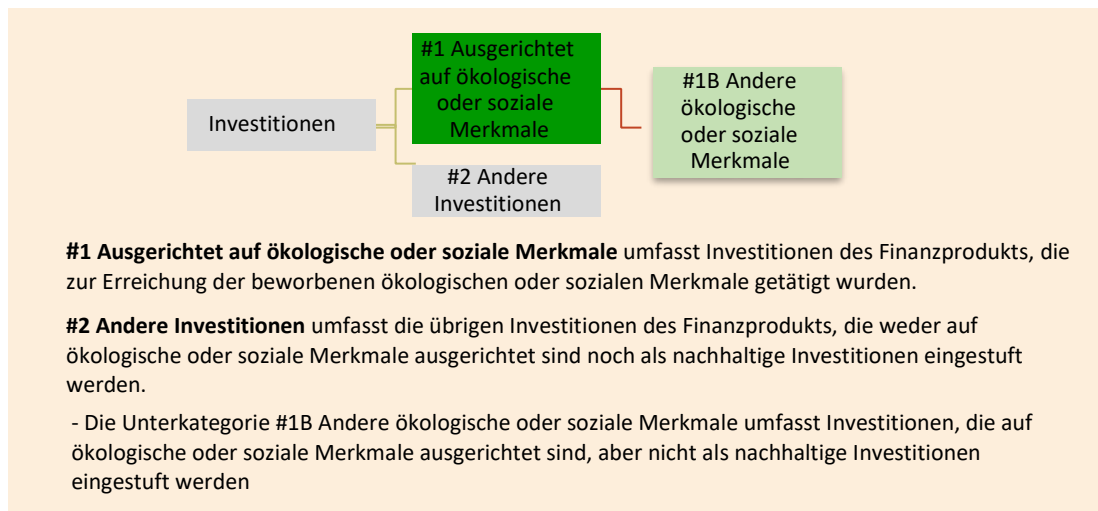 #1 Ausgerichtet
auf ökologische
oder soziale
Merkmale
#1B Andere
ökologische
oder soziale
Merkmale
Investitionen
#2 Andere
Investitionen
#1 Ausgerichtet auf ökologische oder soziale Merkmale umfasst Investitionen des Finanzprodukts, die
zur Erreichung der beworbenen ökologischen oder sozialen Merkmale getätigt wurden.
#2 Andere Investitionen umfasst die übrigen Investitionen des Finanzprodukts, die weder auf
ökologische oder soziale Merkmale ausgerichtet sind noch als nachhaltige Investitionen eingestuft
werden.
- Die Unterkategorie #1B Andere ökologische oder soziale Merkmale umfasst Investitionen, die auf
ökologische oder soziale Merkmale ausgerichtet sind, aber nicht als nachhaltige Investitionen
eingestuft werden